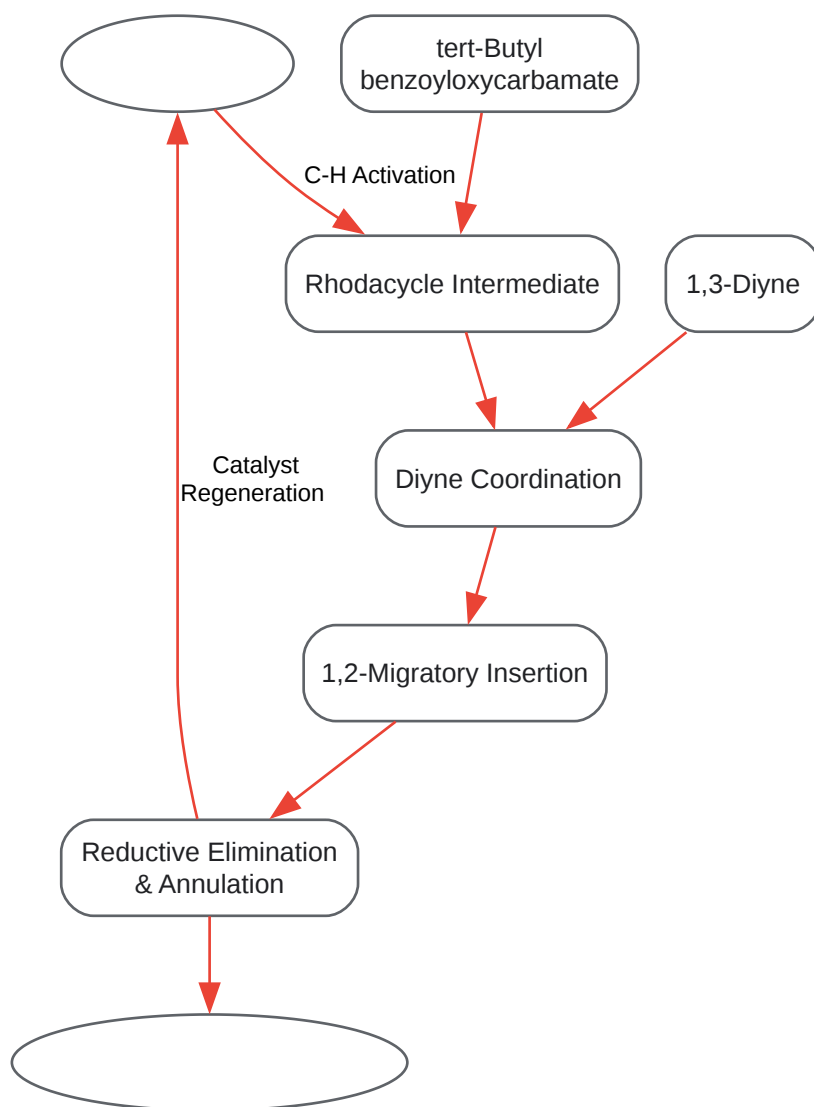 tert-Butyl
benzoyloxycarbamate
C-H Activation
Rhodacycle Intermediate
1,3-Diyne
Catalyst
Regeneration
Diyne Coordination
1,2-Migratory Insertion
Reductive Elimination
& Annulation